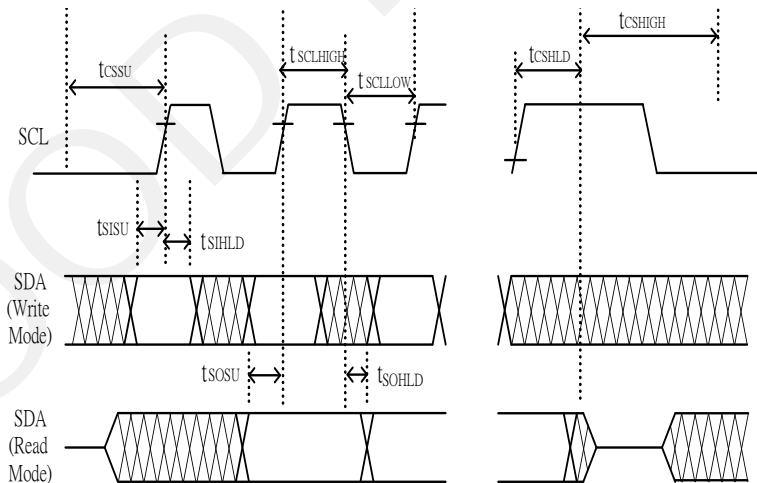 tCSHIGH
tSCLHIGH
tCSHLD
tCSSU
tSCLLOW
SCL
tSISU
tSIHLD
SDA
(Write
Mode)
tSOSU
tSOHLD
SDA
(Read
Mode)